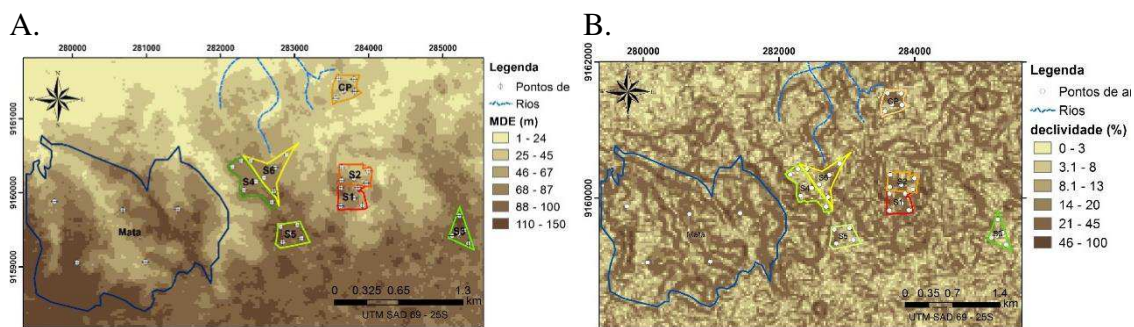 A.
280000 281000 282000 283000 284000 285000
9161000
9160000
9159000
N
CP
S4
S6
S2
S1
S5
Mata
Legenda
Pontos de
Rios
MDE (m)
1 - 24
25 - 45
46 - 67
68 - 87
88 - 100
110 - 150
0 0.325 0.65 1.3
km
UTM SAD 69 - 25S
B.
280000 282000 284000
9162000
9160000
N
CP
S4
S1
S5
Mata
Legenda
Pontos de ar
Rios
declividade (%)
0 - 3
3.1 - 8
8.1 - 13
14 - 20
21 - 45
46 - 100
0 0.35 0.7 1.4
km
UTM SAD 69 - 25S